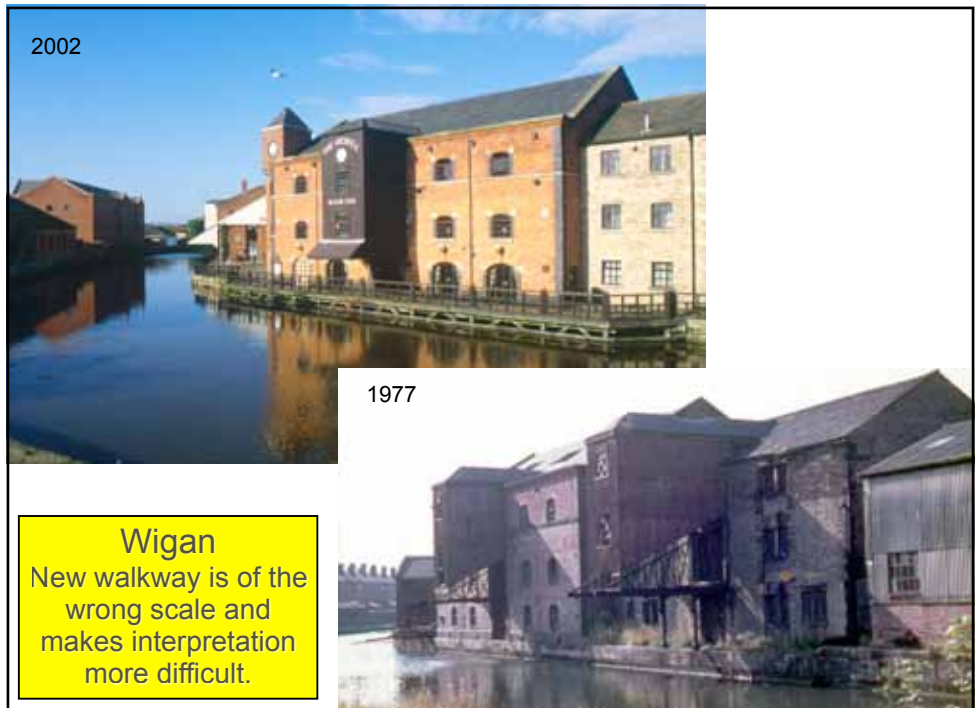 2002
1977
Wigan
New walkway is of the
wrong scale and
makes interpretation
more difficult.